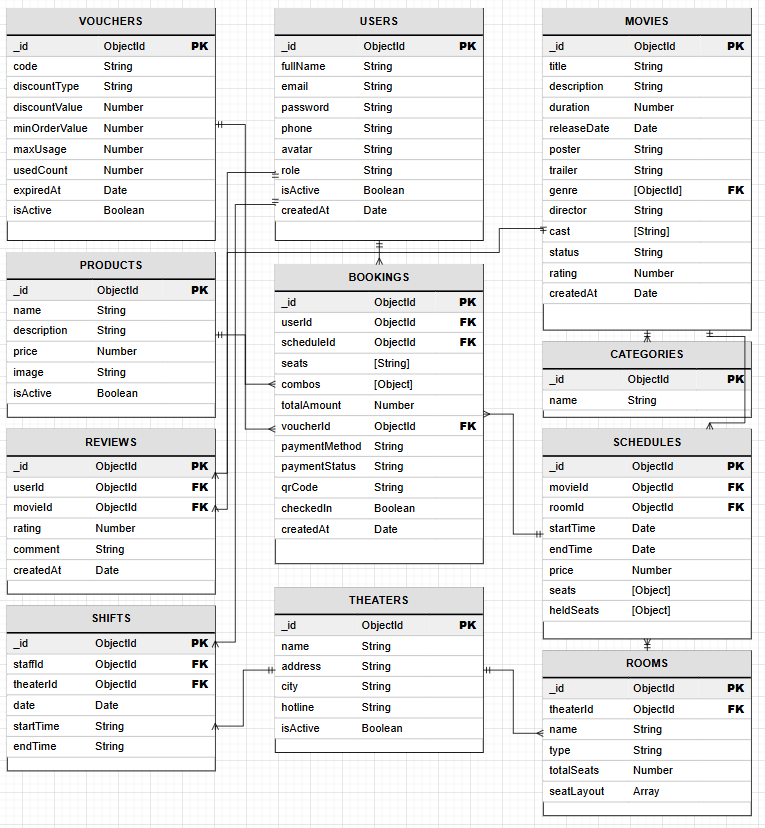 VOUCHERS
_id ObjectId PK
code String
discountType String
discountValue Number
minOrderValue Number
maxUsage Number
usedCount Number
expiredAt Date
isActive Boolean
PRODUCTS
_id ObjectId PK
name String
description String
price Number
image String
isActive Boolean
REVIEWS
_id ObjectId PK
userId ObjectId FK
movieId ObjectId FK
rating Number
comment String
createdAt Date
SHIFTS
_id ObjectId PK
staffId ObjectId FK
theaterId ObjectId FK
date Date
startTime String
endTime String
USERS
_id ObjectId PK
fullName String
email String
password String
phone String
avatar String
role String
isActive Boolean
createdAt Date
BOOKINGS
_id ObjectId PK
userId ObjectId FK
scheduleId ObjectId FK
seats [String]
combos [Object]
totalAmount Number
voucherId ObjectId FK
paymentMethod String
paymentStatus String
qrCode String
checkedIn Boolean
createdAt Date
THEATERS
_id ObjectId PK
name String
address String
city String
hotline String
isActive Boolean
MOVIES
_id ObjectId PK
title String
description String
duration Number
releaseDate Date
poster String
trailer String
genre [ObjectId] FK
director String
cast [String]
status String
rating Number
createdAt Date
CATEGORIES
_id ObjectId PK
name String
SCHEDULES
_id ObjectId PK
movieId ObjectId FK
roomId ObjectId FK
startTime Date
endTime Date
price Number
seats [Object]
heldSeats [Object]
ROOMS
_id ObjectId PK
theaterId ObjectId FK
name String
type String
totalSeats Number
seatLayout Array